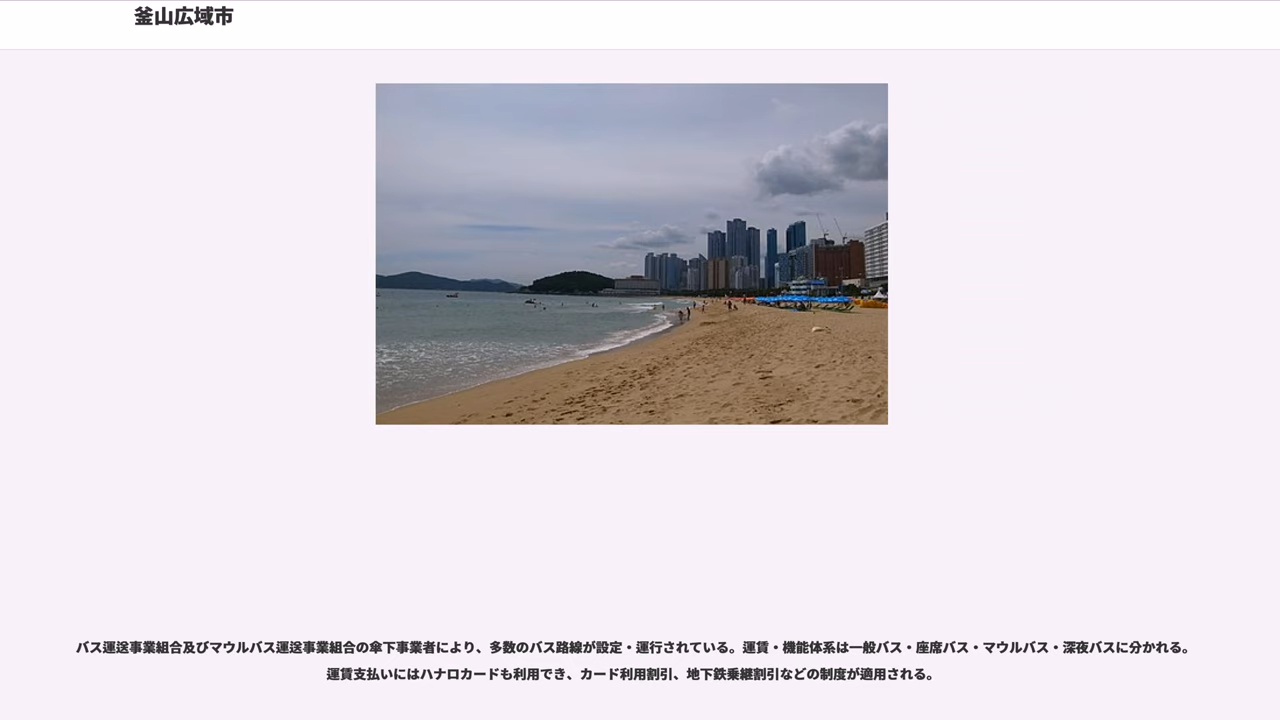 釜山広域市
バス運送事業組合及びマウルバス運送事業組合の傘下事業者により、多数のバス路線が設定・運行されている。運賃・機能体系は一般バス・座席バス・マウルバス・深夜バスに分かれる。
運賃支払いにはハナロカードも利用でき、カード利用割引、地下鉄乗継割引などの制度が適用される。